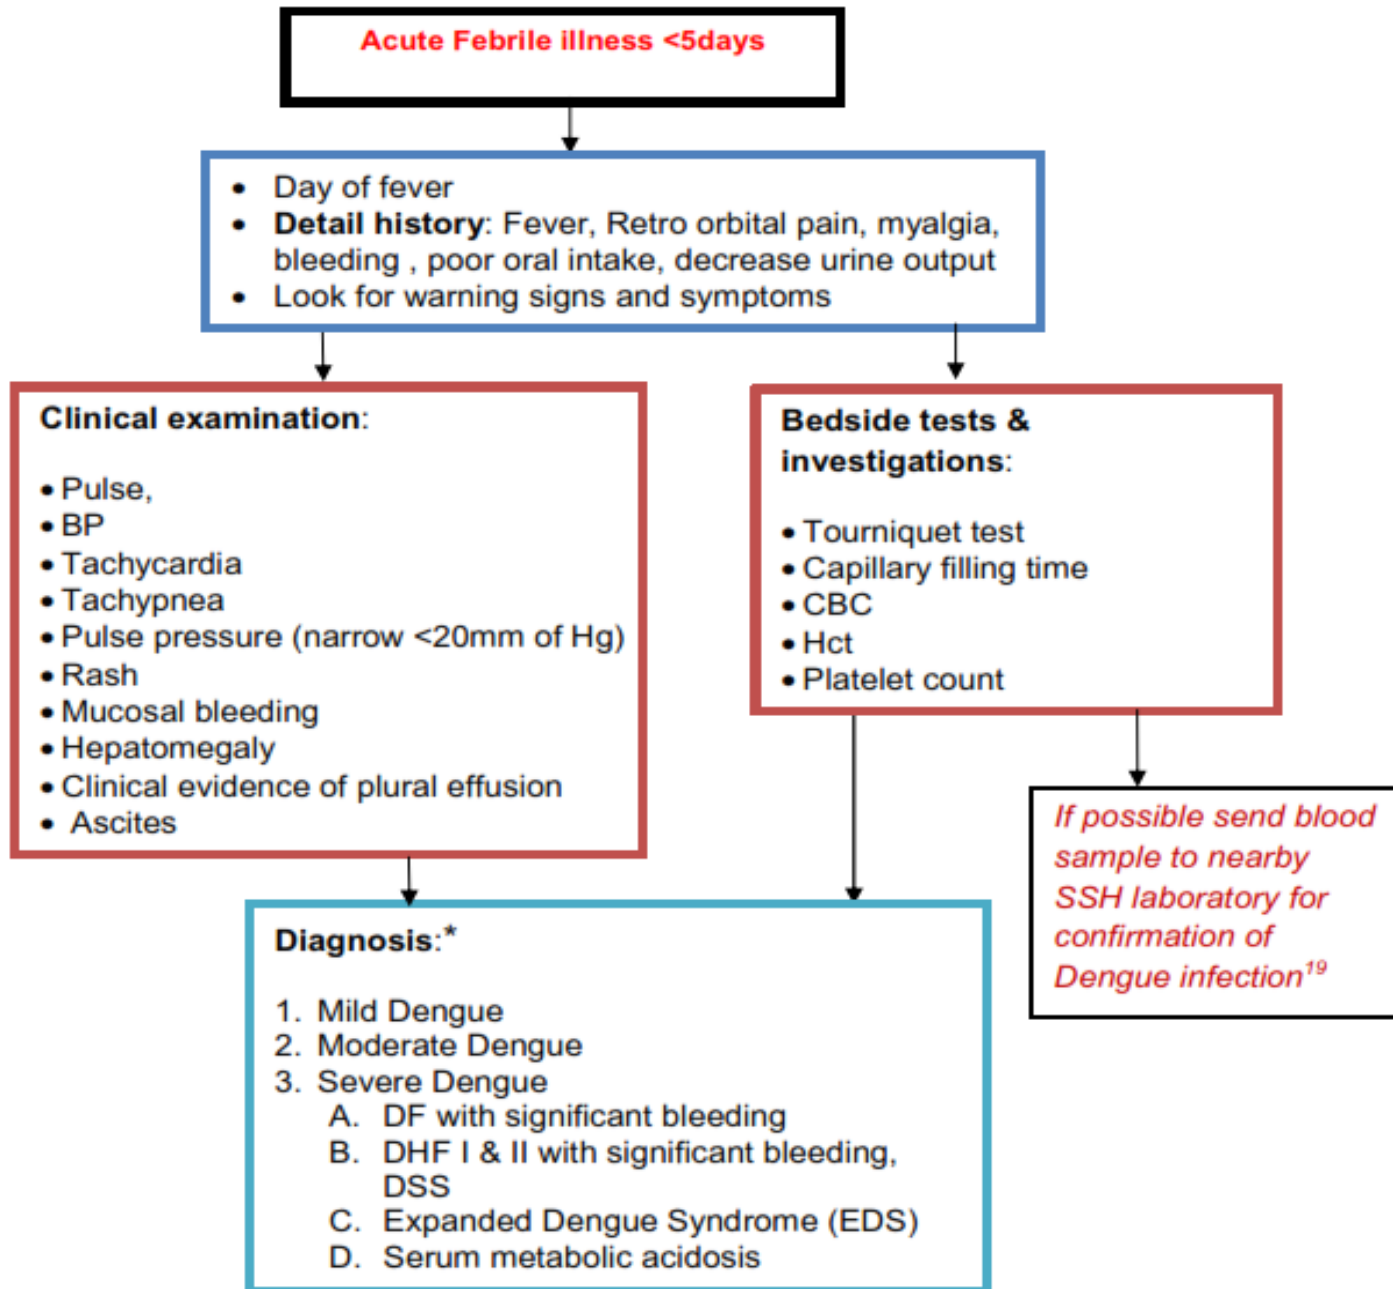 Acute Febrile illness <5days
• Day of fever
• Detail history: Fever, Retro orbital pain, myalgia,
bleeding , poor oral intake, decrease urine output
• Look for warning signs and symptoms
Clinical examination:
• Pulse,
• BP
• Tachycardia
• Tachypnea
• Pulse pressure (narrow <20mm of Hg)
• Rash
• Mucosal bleeding
• Hepatomegaly
• Clinical evidence of plural effusion
• Ascites
Bedside tests &
investigations:
• Tourniquet test
• Capillary filling time
• CBC
• Hct
• Platelet count
If possible send blood
sample to nearby
SSH laboratory for
confirmation of
Dengue infection19
Diagnosis:*
1. Mild Dengue
2. Moderate Dengue
3. Severe Dengue
A. DF with significant bleeding
B. DHF I & II with significant bleeding,
DSS
C. Expanded Dengue Syndrome (EDS)
D. Serum metabolic acidosis